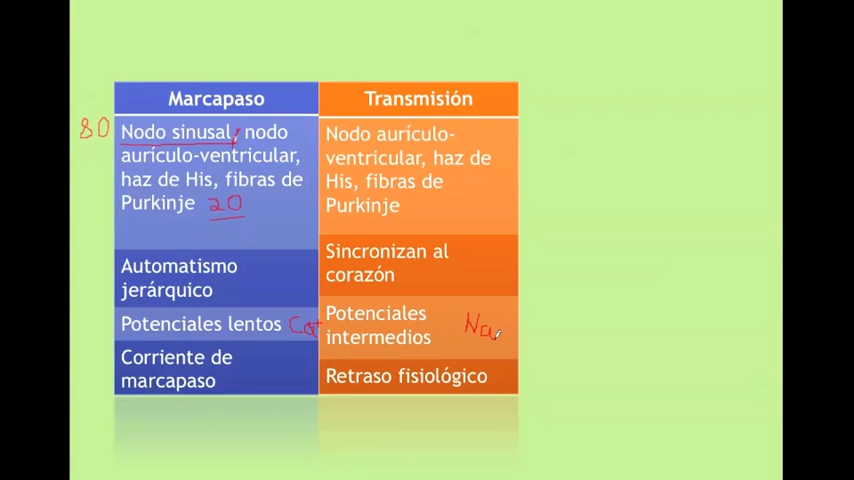 Marcapaso
Transmisión
80
Nodo sinusal, nodo
aurículo-ventricular,
haz de His, fibras de
Purkinje 20
Nodo aurículo-
ventricular, haz de
His, fibras de
Purkinje
Automatismo
jerárquico
Sincronizan al
corazón
Potenciales lentos Ca+
Potenciales
intermedios Na
Corriente de
marcapaso
Retraso fisiológico